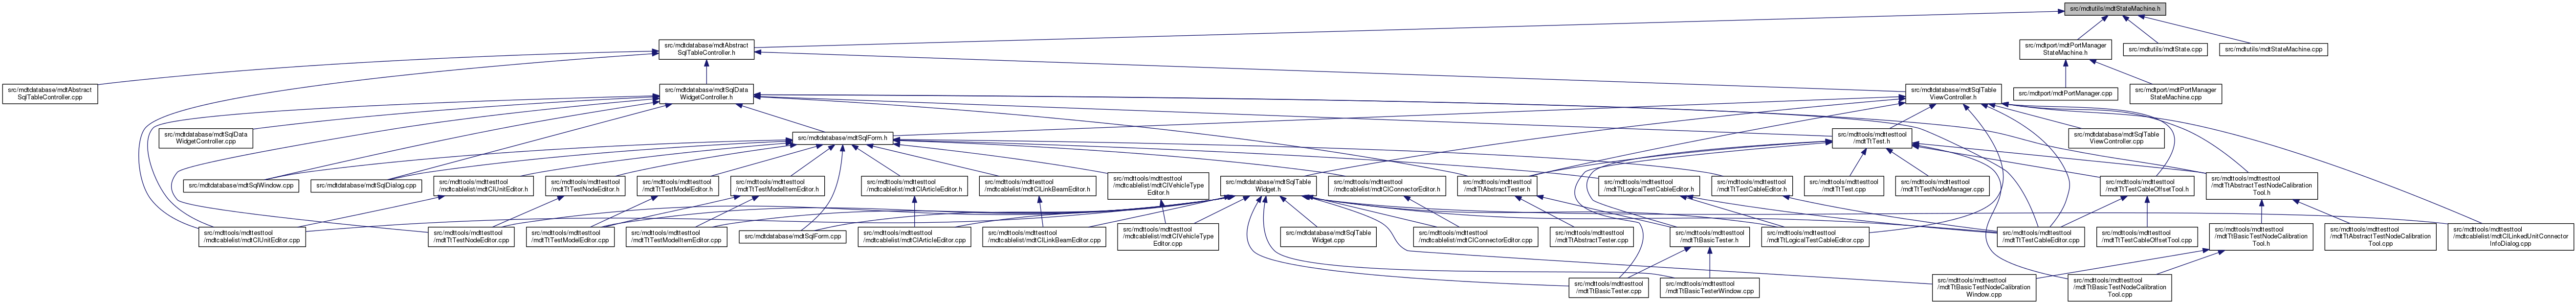 src/mdtutils/mdtStateMachine.h
src/mdtdatabase/mdtAbstract
SqlTableController.h
src/mdtport/mdtPortManager
StateMachine.h
src/mdtutils/mdtState.cpp
src/mdtutils/mdtStateMachine.cpp
src/mdtdatabase/mdtAbstract
SqlTableController.cpp
src/mdtdatabase/mdtSqlData
WidgetController.h
src/mdtdatabase/mdtSqlTable
ViewController.h
src/mdtport/mdtPortManager.cpp
src/mdtport/mdtPortManager
StateMachine.cpp
src/mdtdatabase/mdtSqlData
WidgetController.cpp
src/mdtdatabase/mdtSqlForm.h
src/mdttools/mdttesttool
/mdtTtTest.h
src/mdtdatabase/mdtSqlTable
ViewController.cpp
src/mdtdatabase/mdtSqlWindow.cpp
src/mdtdatabase/mdtSqlDialog.cpp
src/mdttools/mdttesttool
/mdtcablelist/mdtClUnitEditor.h
src/mdttools/mdttesttool
/mdtTtTestNodeEditor.h
src/mdttools/mdttesttool
/mdtTtTestModelEditor.h
src/mdttools/mdttesttool
/mdtTtTestModelItemEditor.h
src/mdttools/mdttesttool
/mdtcablelist/mdtClArticleEditor.h
src/mdttools/mdttesttool
/mdtcablelist/mdtClLinkBeamEditor.h
src/mdttools/mdttesttool
/mdtcablelist/mdtClVehicleType
Editor.h
src/mdtdatabase/mdtSqlTable
Widget.h
src/mdttools/mdttesttool
/mdtcablelist/mdtClConnectorEditor.h
src/mdttools/mdttesttool
/mdtTtAbstractTester.h
src/mdttools/mdttesttool
/mdtTtLogicalTestCableEditor.h
src/mdttools/mdttesttool
/mdtTtTestCableEditor.h
src/mdttools/mdttesttool
/mdtTtTest.cpp
src/mdttools/mdttesttool
/mdtTtTestNodeManager.cpp
src/mdttools/mdttesttool
/mdtTtTestCableOffsetTool.h
src/mdttools/mdttesttool
/mdtTtAbstractTestNodeCalibration
Tool.h
src/mdttools/mdttesttool
/mdtcablelist/mdtClUnitEditor.cpp
src/mdttools/mdttesttool
/mdtTtTestNodeEditor.cpp
src/mdttools/mdttesttool
/mdtTtTestModelEditor.cpp
src/mdttools/mdttesttool
/mdtTtTestModelItemEditor.cpp
src/mdtdatabase/mdtSqlForm.cpp
src/mdttools/mdttesttool
/mdtcablelist/mdtClArticleEditor.cpp
src/mdttools/mdttesttool
/mdtcablelist/mdtClLinkBeamEditor.cpp
src/mdttools/mdttesttool
/mdtcablelist/mdtClVehicleType
Editor.cpp
src/mdtdatabase/mdtSqlTable
Widget.cpp
src/mdttools/mdttesttool
/mdtcablelist/mdtClConnectorEditor.cpp
src/mdttools/mdttesttool
/mdtTtAbstractTester.cpp
src/mdttools/mdttesttool
/mdtTtBasicTester.h
src/mdttools/mdttesttool
/mdtTtLogicalTestCableEditor.cpp
src/mdttools/mdttesttool
/mdtTtTestCableEditor.cpp
src/mdttools/mdttesttool
/mdtTtTestCableOffsetTool.cpp
src/mdttools/mdttesttool
/mdtTtBasicTestNodeCalibration
Tool.h
src/mdttools/mdttesttool
/mdtTtAbstractTestNodeCalibration
Tool.cpp
src/mdttools/mdttesttool
/mdtcablelist/mdtClLinkedUnitConnector
InfoDialog.cpp
src/mdttools/mdttesttool
/mdtTtBasicTester.cpp
src/mdttools/mdttesttool
/mdtTtBasicTesterWindow.cpp
src/mdttools/mdttesttool
/mdtTtBasicTestNodeCalibration
Window.cpp
src/mdttools/mdttesttool
/mdtTtBasicTestNodeCalibration
Tool.cpp